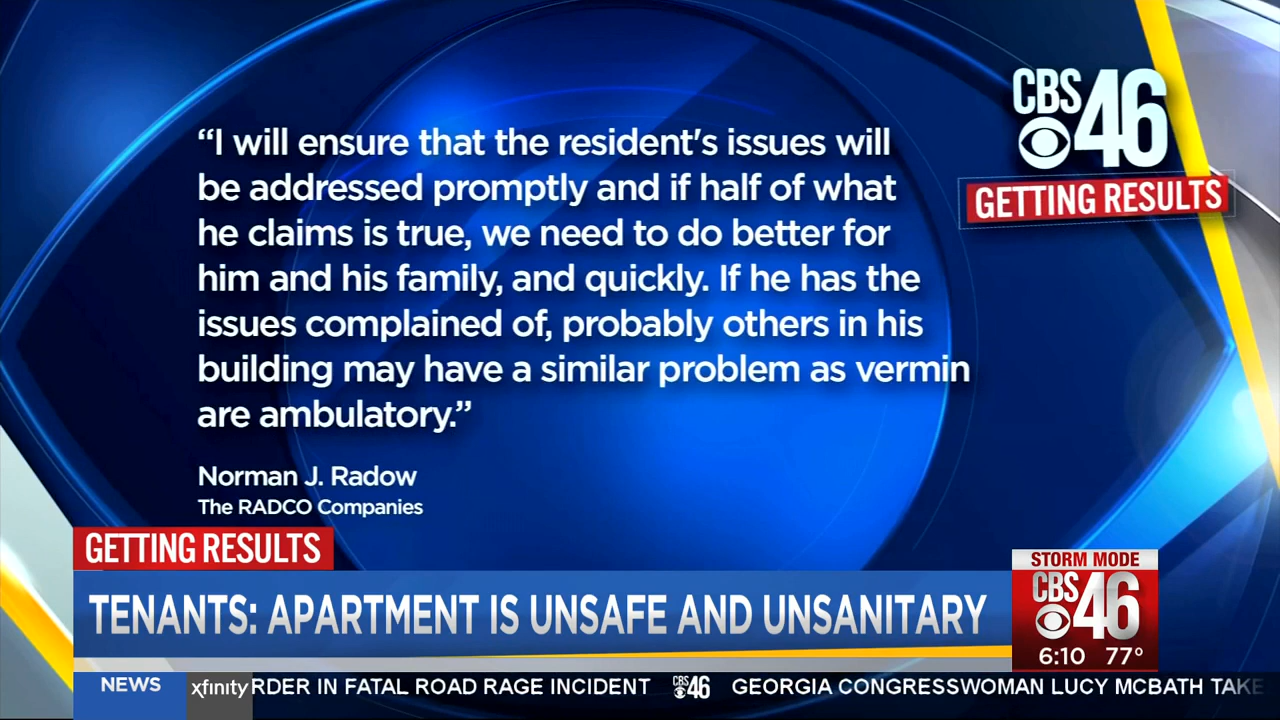 CBS 46
GETTING RESULTS
“I will ensure that the resident's issues will
be addressed promptly and if half of what
he claims is true, we need to do better for
him and his family, and quickly. If he has the
issues complained of, probably others in his
building may have a similar problem as vermin
are ambulatory.”
Norman J. Radow
The RADCO Companies
GETTING RESULTS
TENANTS: APARTMENT IS UNSAFE AND UNSANITARY
STORM MODE
CBS 46
6:10 77°
NEWS xfinity RDER IN FATAL ROAD RAGE INCIDENT CBS 46 GEORGIA CONGRESSWOMAN LUCY MCBATH TAKE